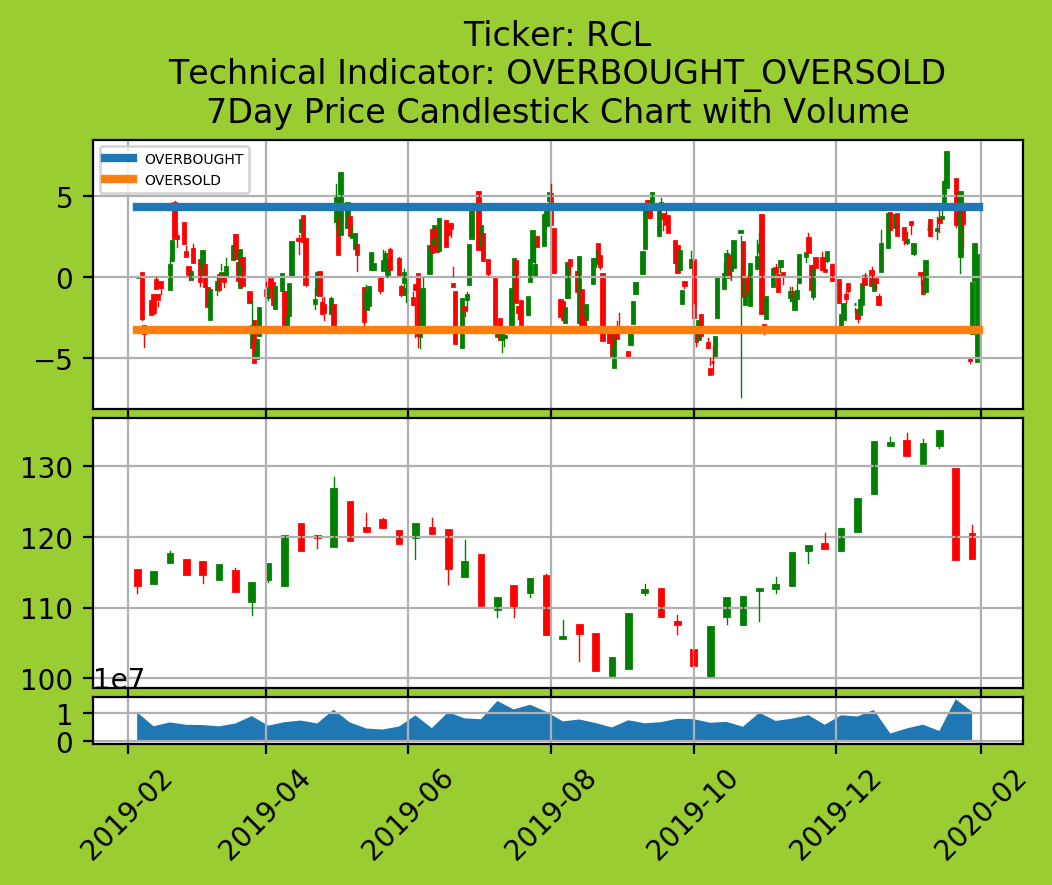 Ticker: RCL
Technical Indicator: OVERBOUGHT_OVERSOLD
7Day Price Candlestick Chart with Volume
OVERBOUGHT
OVERSOLD
5
0
−5
130
120
110
100
1e7
1
0
2019-02
2019-04
2019-06
2019-08
2019-10
2019-12
2020-02